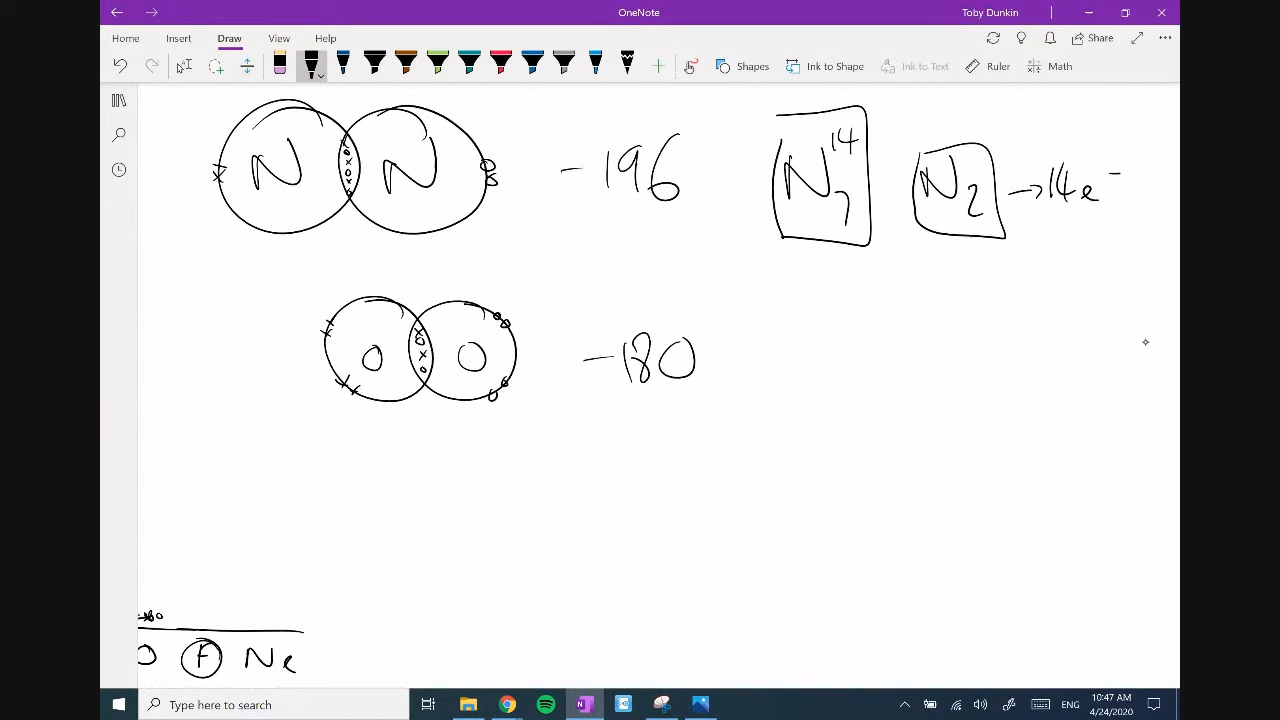 OneNote
Toby Dunkin
Home Insert Draw View Help
Share
Shapes Ink to Shape Ink to Text Ruler Math
N N -196 N 14 7 N2 → 14e-
O O -180
O F Ne
Type here to search
ENG
10:47 AM
4/24/2020